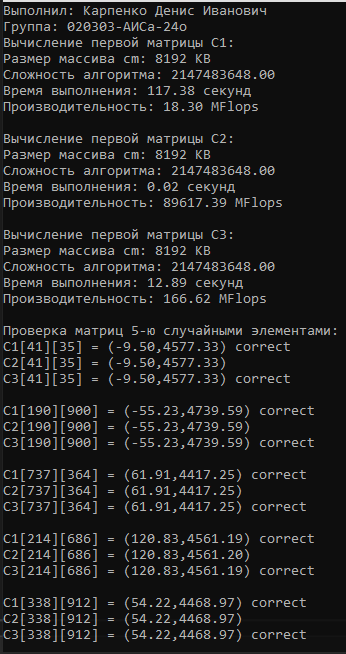 Выполнил: Карпенко Денис Иванович
Группа: 020303-АИСа-24о
Вычисление первой матрицы C1:
Размер массива cm: 8192 KB
Сложность алгоритма: 2147483648.00
Время выполнения: 117.38 секунд
Производительность: 18.30 MFlops

Вычисление первой матрицы C2:
Размер массива cm: 8192 KB
Сложность алгоритма: 2147483648.00
Время выполнения: 0.02 секунд
Производительность: 89617.39 MFlops

Вычисление первой матрицы C3:
Размер массива cm: 8192 KB
Сложность алгоритма: 2147483648.00
Время выполнения: 12.89 секунд
Производительность: 166.62 MFlops

Проверка матриц 5-ю случайными элементами:
C1[41][35] = (-9.50,4577.33) correct
C2[41][35] = (-9.50,4577.33)
C3[41][35] = (-9.50,4577.33) correct

C1[190][900] = (-55.23,4739.59) correct
C2[190][900] = (-55.23,4739.59)
C3[190][900] = (-55.23,4739.59) correct

C1[737][364] = (61.91,4417.25) correct
C2[737][364] = (61.91,4417.25)
C3[737][364] = (61.91,4417.25) correct

C1[214][686] = (120.83,4561.19) correct
C2[214][686] = (120.83,4561.20)
C3[214][686] = (120.83,4561.19) correct

C1[338][912] = (54.22,4468.97) correct
C2[338][912] = (54.22,4468.97)
C3[338][912] = (54.22,4468.97) correct